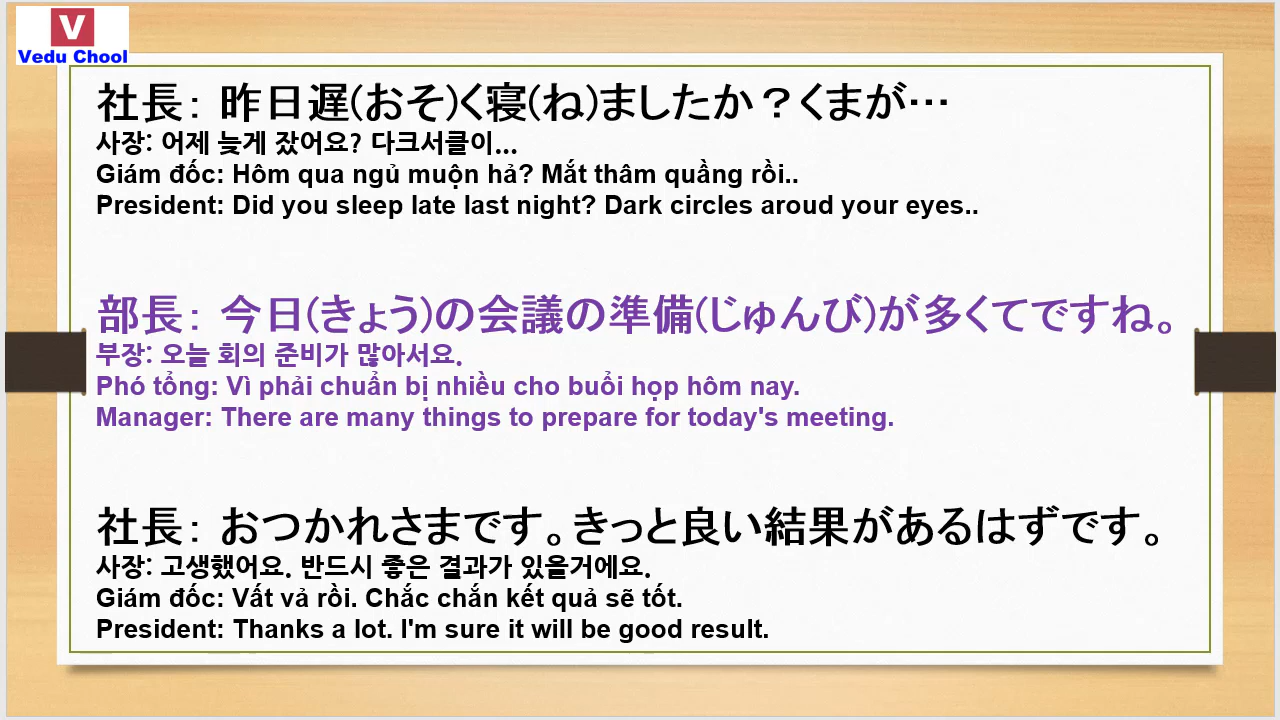 V
Vedu Chool
社長： 昨日遅(おそ)く寝(ね)ましたか？くまが…
사장: 어제 늦게 잤어요? 다크서클이...
Giám đốc: Hôm qua ngủ muộn hả? Mắt thâm quầng rồi..
President: Did you sleep late last night? Dark circles aroud your eyes..
部長： 今日(きょう)の会議の準備(じゅんび)が多くてですね。
부장: 오늘 회의 준비가 많아서요.
Phó tổng: Vì phải chuẩn bị nhiều cho buổi họp hôm nay.
Manager: There are many things to prepare for today's meeting.
社長： おつかれさまです。きっと良い結果があるはずです。
사장: 고생했어요. 반드시 좋은 결과가 있을거에요.
Giám đốc: Vất vả rồi. Chắc chắn kết quả sẽ tốt.
President: Thanks a lot. I'm sure it will be good result.